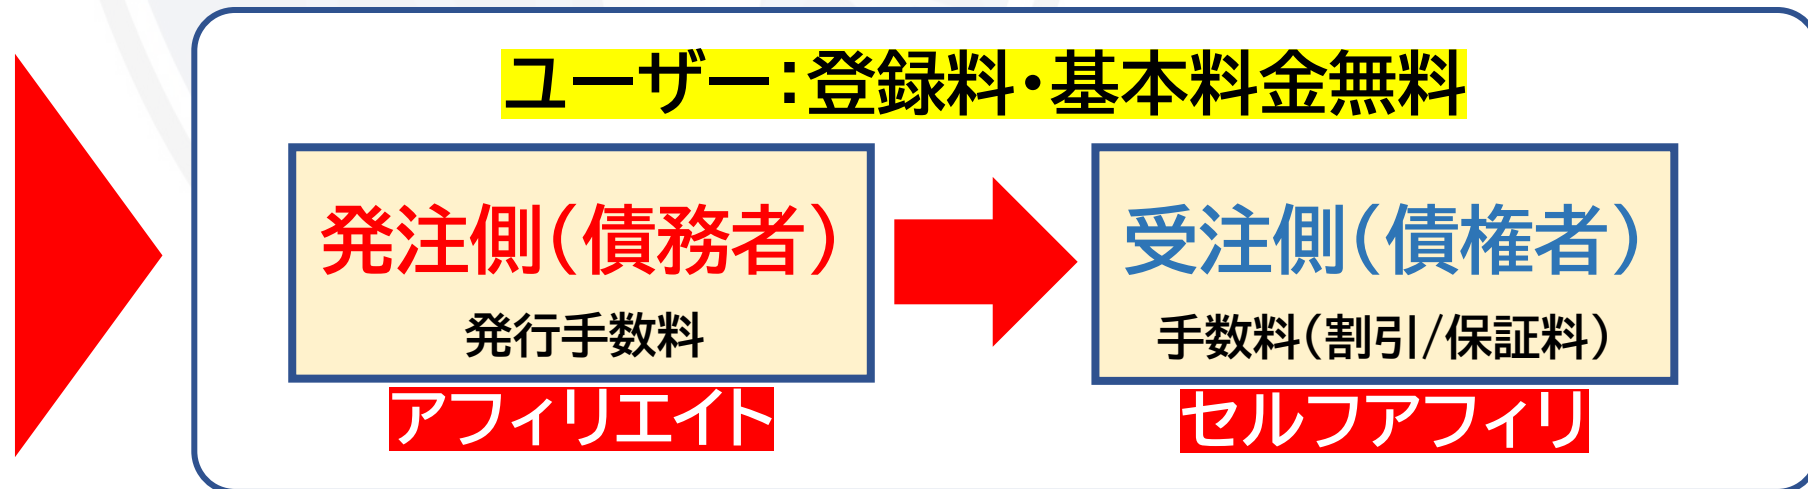 ユーザー：登録料・基本料金無料
発注側（債務者）
発行手数料
アフィリエイト
受注側（債権者）
手数料（割引/保証料）
セルフアフィリ